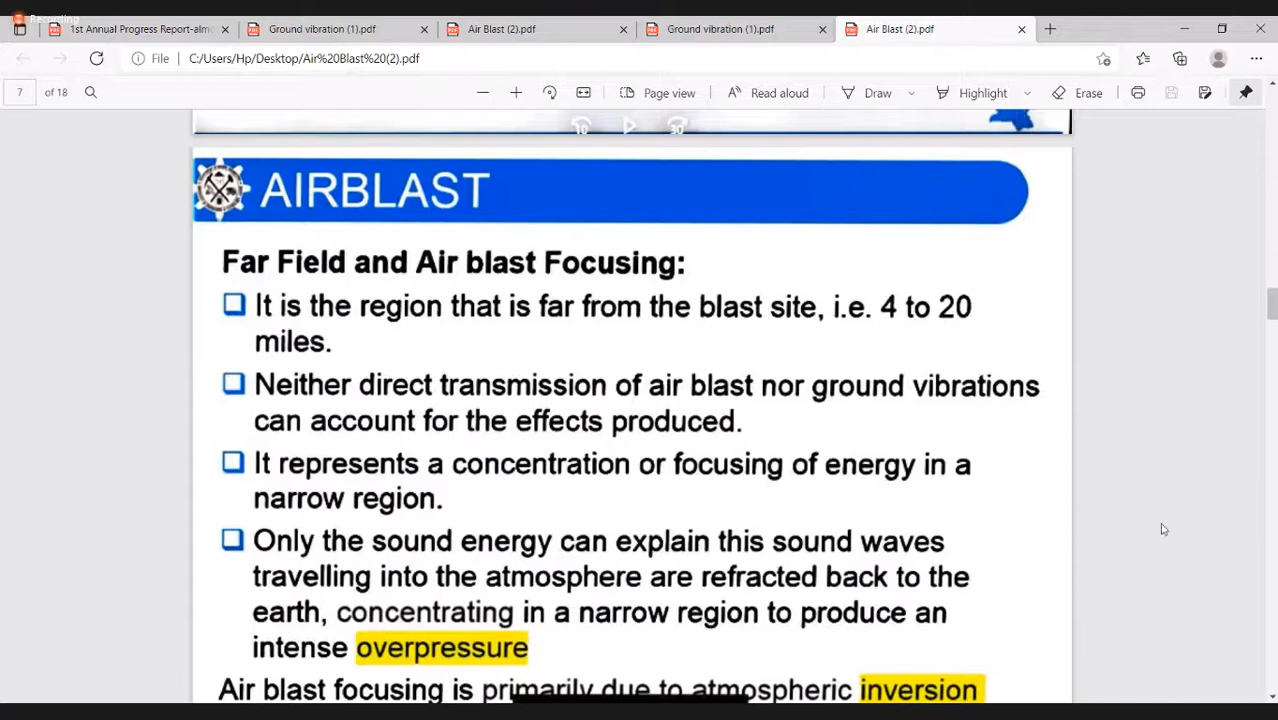 Recording
1st Annual Progress Report-almo
Ground vibration (1).pdf
Air Blast (2).pdf
Ground vibration (1).pdf
Air Blast (2).pdf
File
C:/Users/Hp/Desktop/Air%20Blast%20(2).pdf
7 of 18
Page view
Read aloud
Draw
Highlight
Erase
10
30
AIRBLAST
Far Field and Air blast Focusing:
It is the region that is far from the blast site, i.e. 4 to 20
miles.
Neither direct transmission of air blast nor ground vibrations
can account for the effects produced.
It represents a concentration or focusing of energy in a
narrow region.
Only the sound energy can explain this sound waves
travelling into the atmosphere are refracted back to the
earth, concentrating in a narrow region to produce an
intense overpressure
Air blast focusing is primarily due to atmospheric inversion